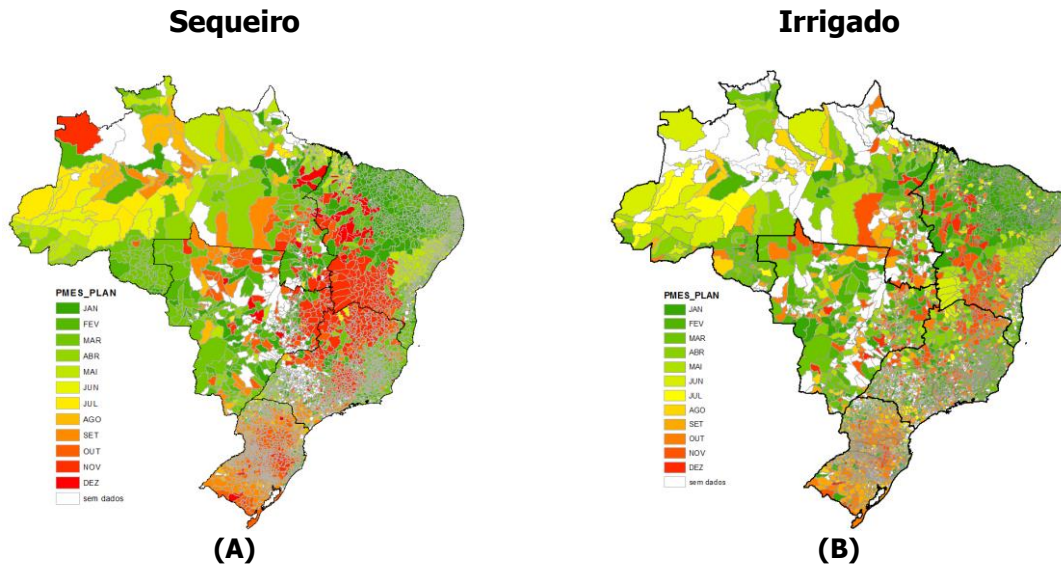 Sequeiro
Irrigado
PMES_PLAN
JAN
FEV
MAR
ABR
MAI
JUN
JUL
AGO
SET
OUT
NOV
DEZ
sem dados
PMES_PLAN
JAN
FEV
MAR
ABR
MAI
JUN
JUL
AGO
SET
OUT
NOV
DEZ
sem dados
(A)
(B)